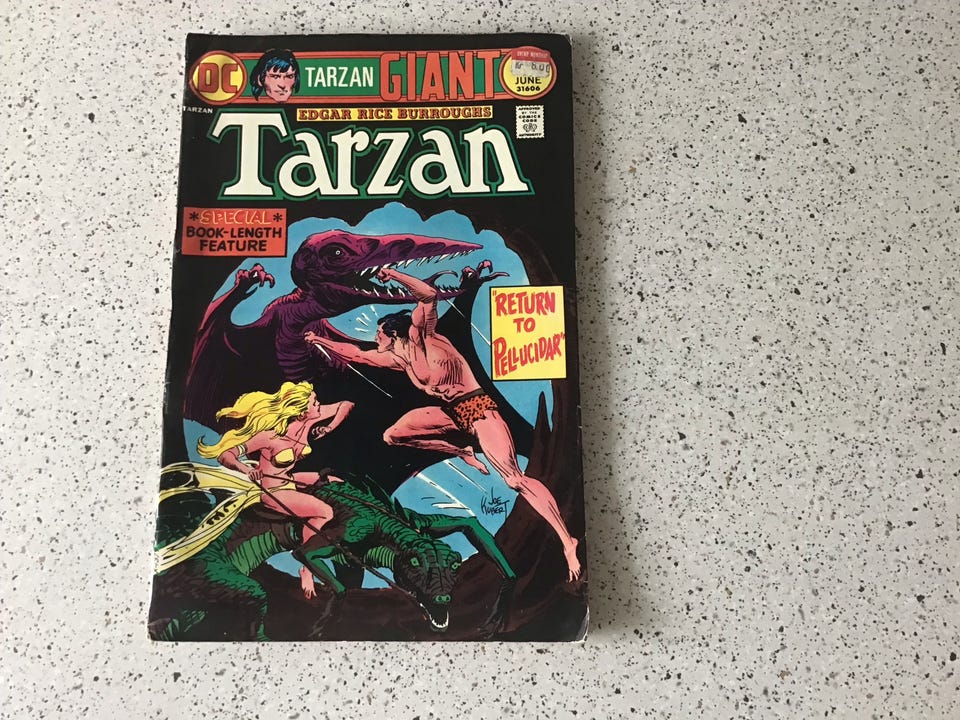 DC
TARZAN GIANT
JUNE
31606
TARZAN
EDGAR RICE BURROUGHS
APPROVED
BY THE
COMICS
CODE
AUTHORITY
Tarzan
*SPECIAL*
BOOK-LENGTH
FEATURE
"RETURN
TO
PELLUCIDAR"
JOE
KUBERT